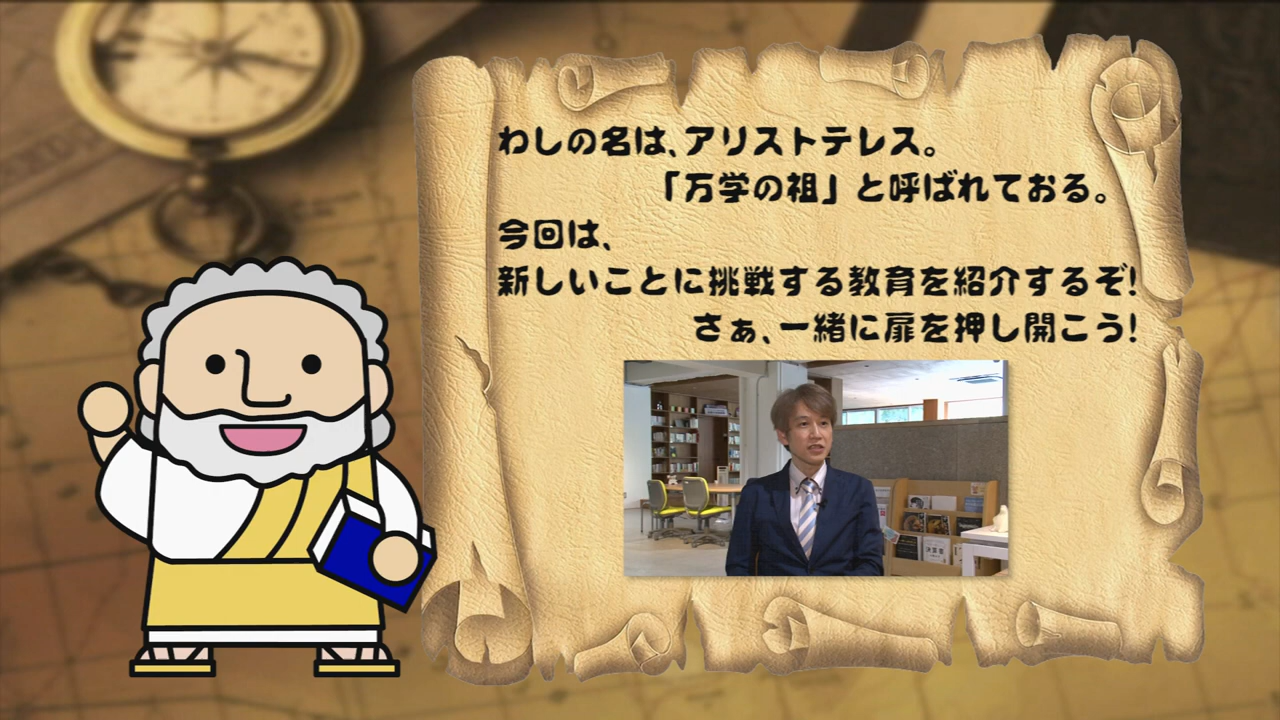 わしの名は、アリストテレス。
「万学の祖」と呼ばれておる。
今回は、
新しいことに挑戦する教育を紹介するぞ!
さぁ、一緒に扉を押し開こう!